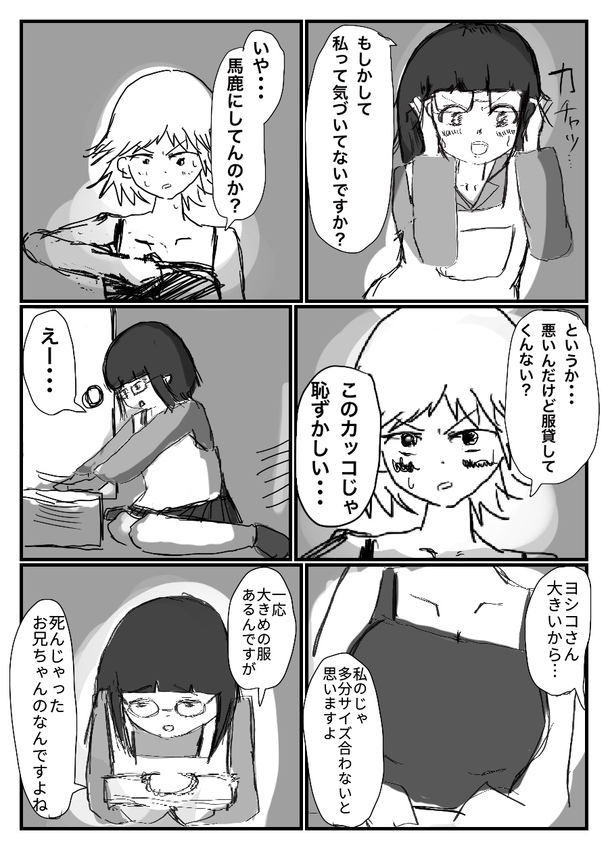 もしかして
私って気づいてないですか？
カチャッ…
いや・・・
馬鹿にしてんのか？
というか・・・
悪いんだけど服貸して
くんない？
このカッコじゃ
恥ずかしい・・・
えー・・・
ヨシコさん
大きいから…
私のじゃ
多分サイズ合わないと
思いますよ
一応
大きめの服
あるんですが
死んじゃった
お兄ちゃんのなんですよね